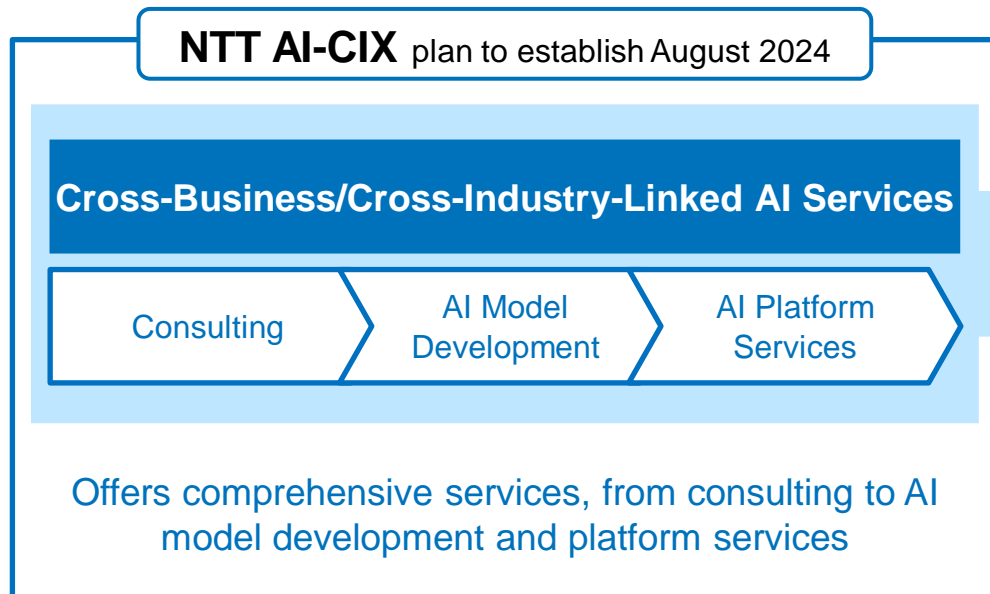 NTT AI-CIX plan to establish August 2024
Cross-Business/Cross-Industry-Linked AI Services
Consulting
AI Model
Development
AI Platform
Services
Offers comprehensive services, from consulting to AI
model development and platform services